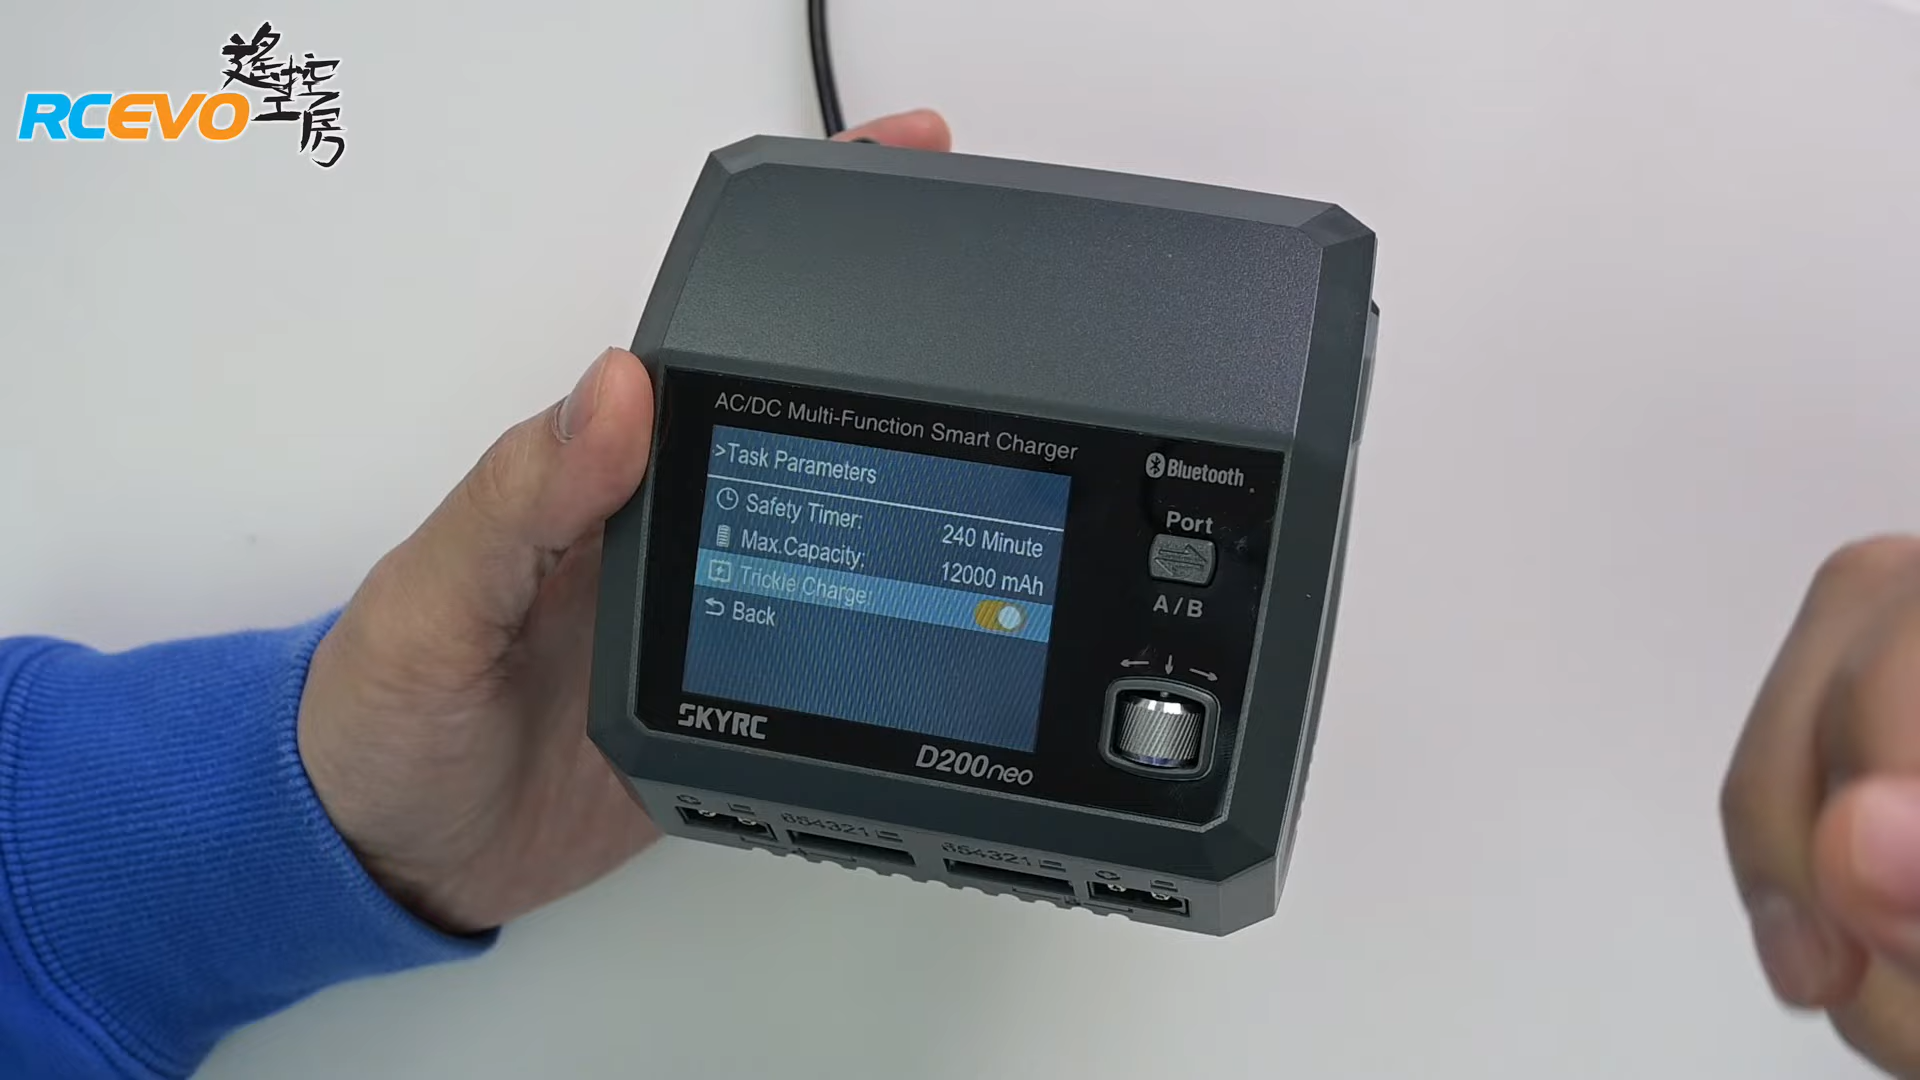 遙控工房
RCEVO
AC/DC Multi-Function Smart Charger
>Task Parameters
Safety Timer: 240 Minute
Max.Capacity: 12000 mAh
Trickle Charge:
Back
Bluetooth
Port
A/B
SKYRC
D200neo
654321
654321